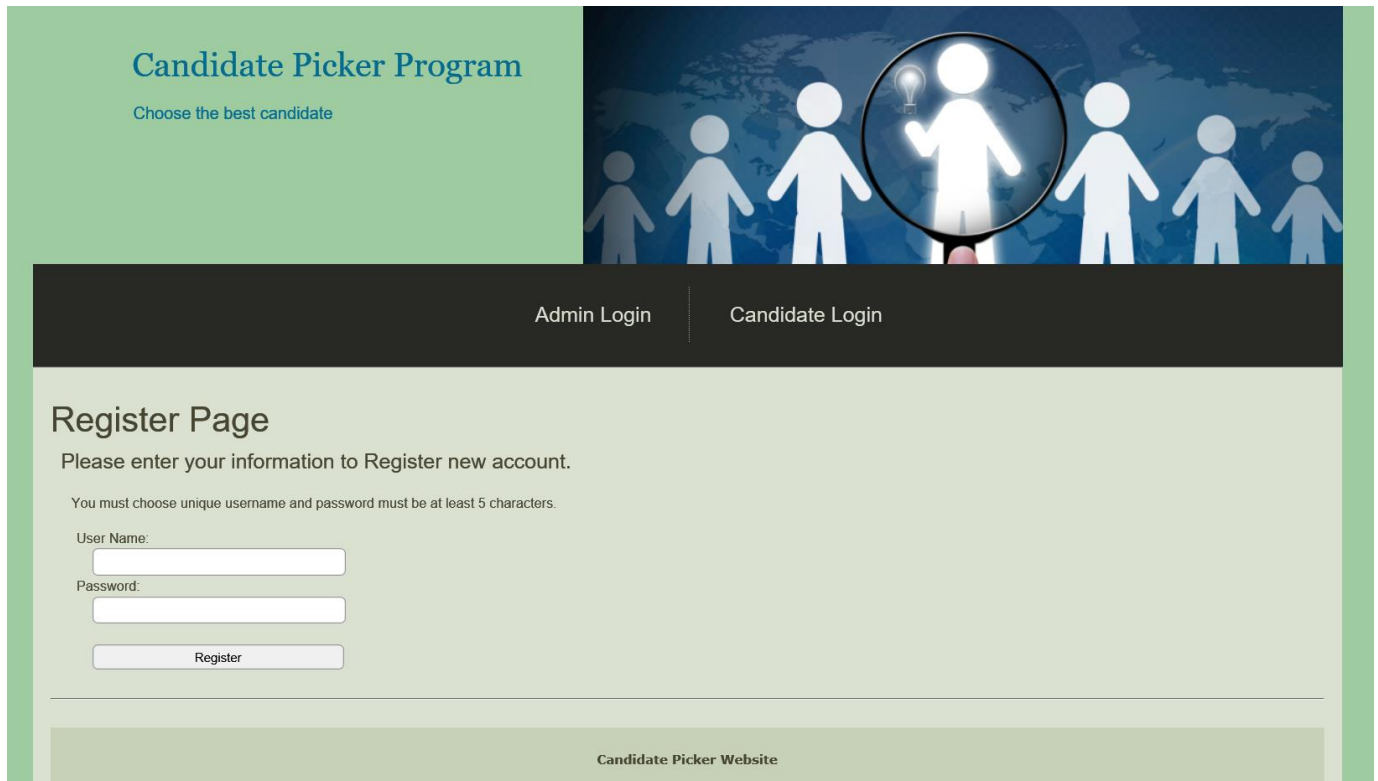 Candidate Picker Program
Choose the best candidate
Admin Login
Candidate Login
Register Page
Please enter your information to Register new account.
You must choose unique username and password must be at least 5 characters.
User Name:
Password:
Register
Candidate Picker Website